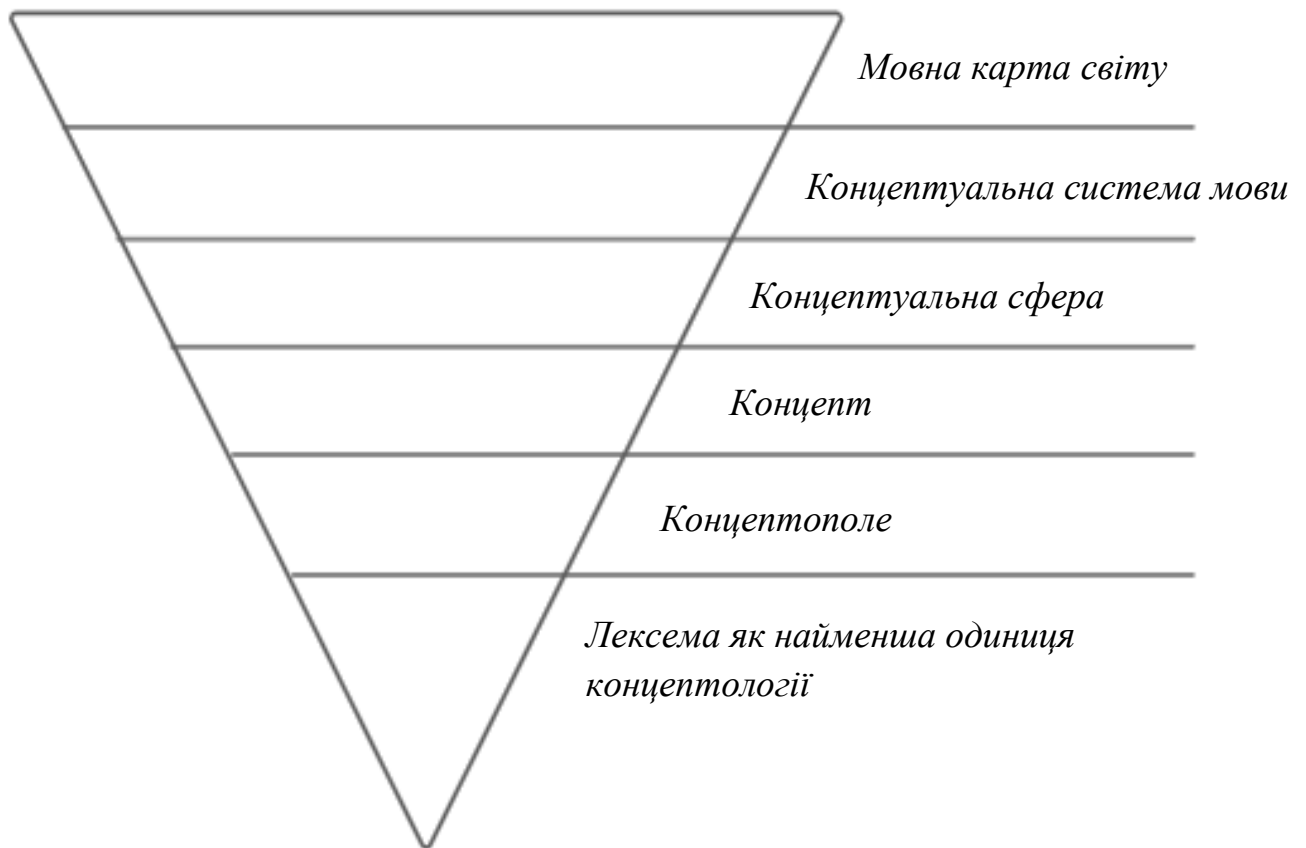 Мовна карта світу
Концептуальна система мови
Концептуальна сфера
Концепт
Концептополе
Лексема як найменша одиниця
концептології